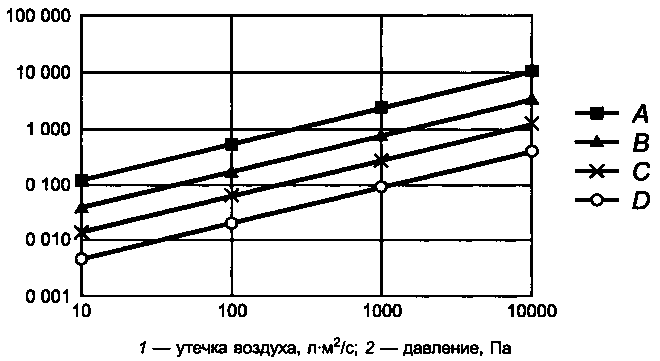 100 000
10 000
1 000
0 100
0 010
0 001
10 100 1000 10000
A
B
C
D
1 — утечка воздуха, л·м²/с; 2 — давление, Па